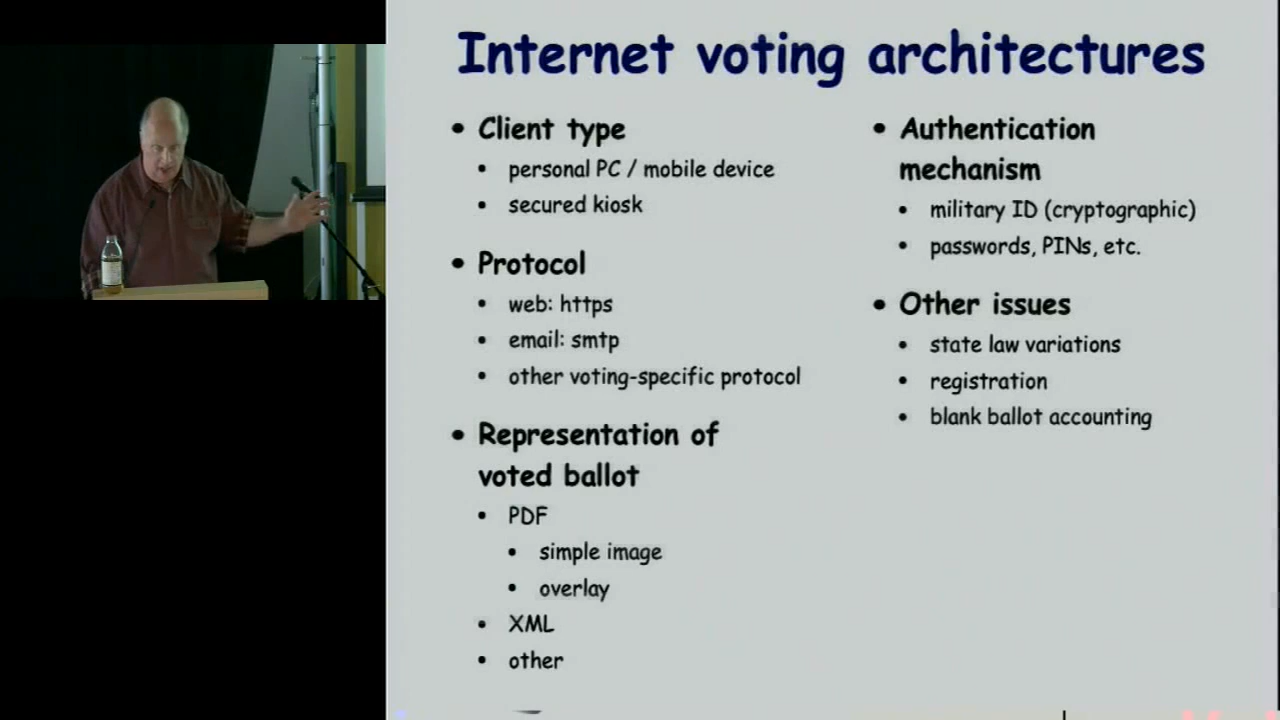 Internet voting architectures
• Client type
• personal PC / mobile device
• secured kiosk
• Protocol
• web: https
• email: smtp
• other voting-specific protocol
• Representation of
voted ballot
• PDF
• simple image
• overlay
• XML
• other
• Authentication
mechanism
• military ID (cryptographic)
• passwords, PINs, etc.
• Other issues
• state law variations
• registration
• blank ballot accounting